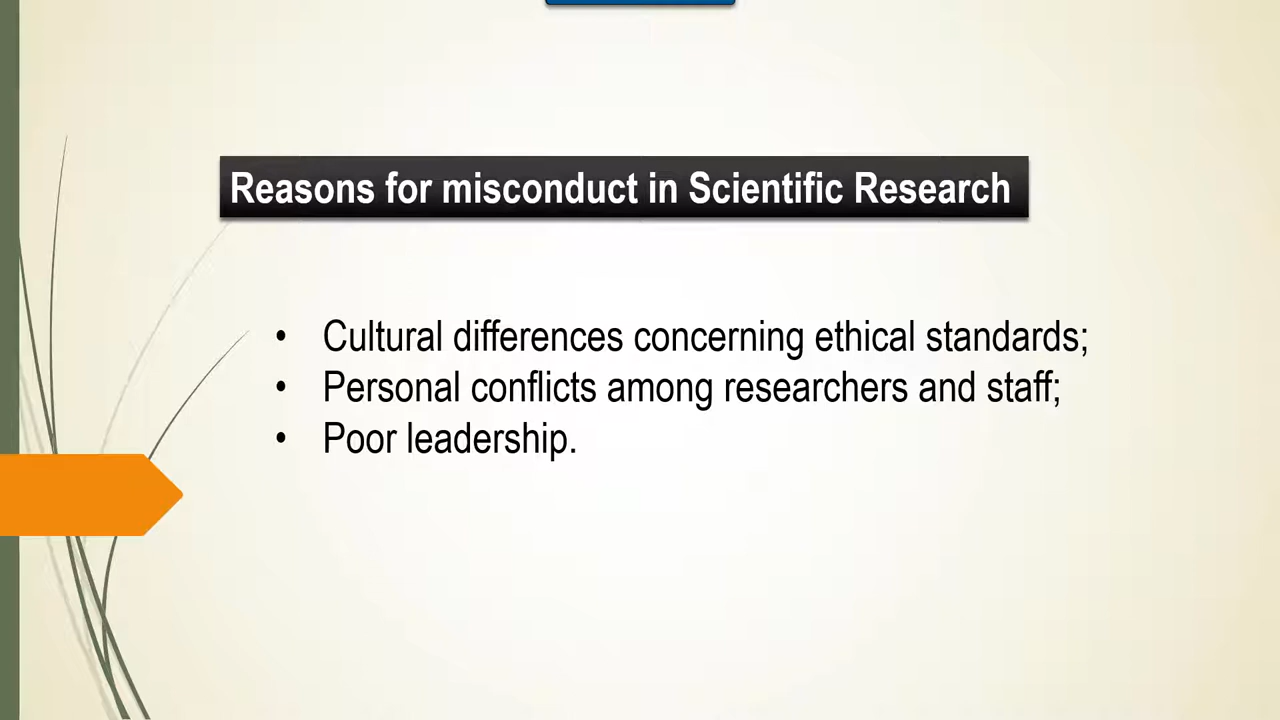 Reasons for misconduct in Scientific Research
• Cultural differences concerning ethical standards;
• Personal conflicts among researchers and staff;
• Poor leadership.